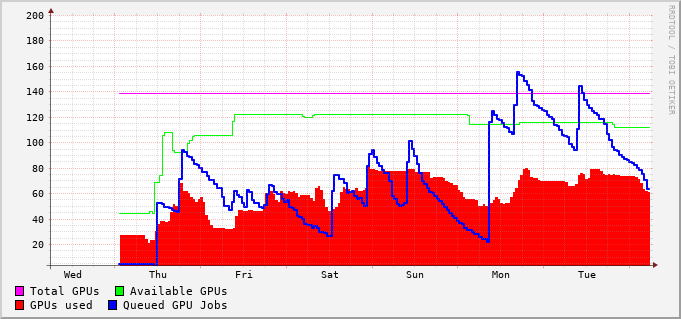 200
180
160
140
120
100
80
60
40
20
Wed Thu Fri Sat Sun Mon Tue
Total GPUs Available GPUs
GPUs used Queued GPU Jobs
RRDTOOL / TOBI OETIKER